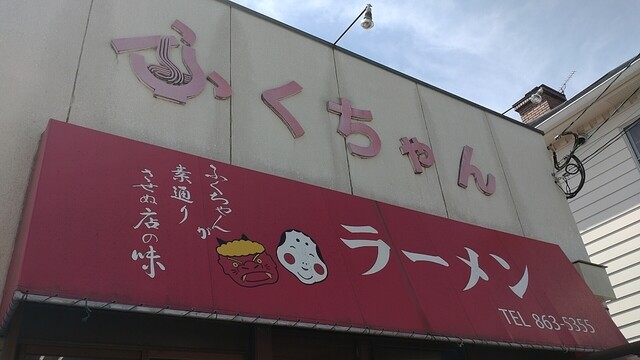 ふくちゃん
ふくちゃんが
素通り
させぬ店の味
ラーメン
TEL 863-5355